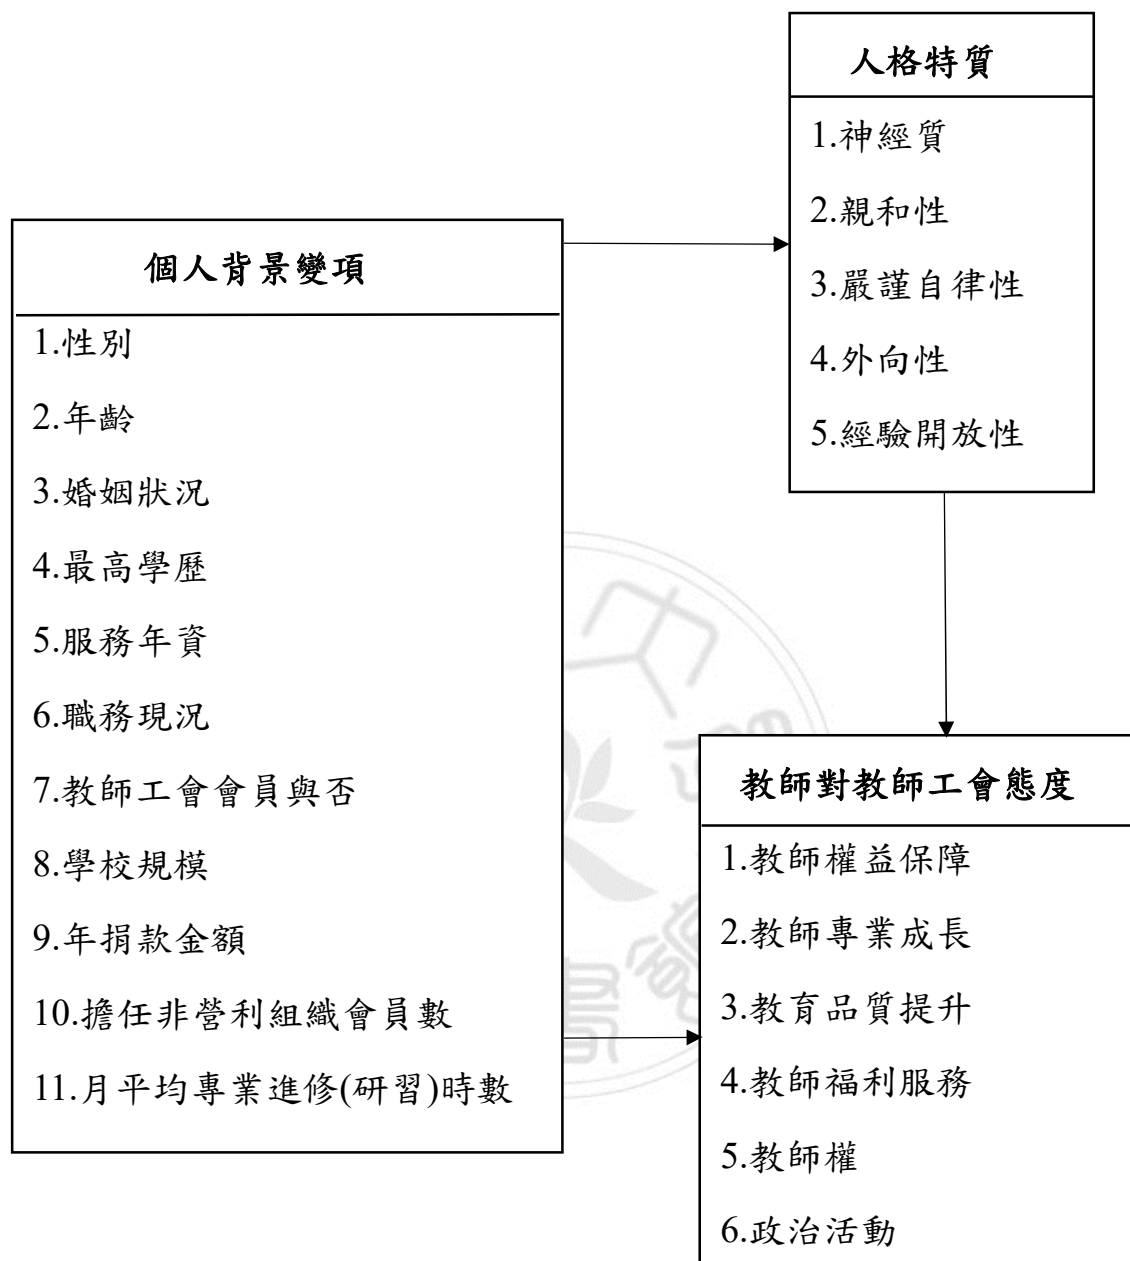 人格特質
1.神經質
2.親和性
3.嚴謹自律性
4.外向性
5.經驗開放性
個人背景變項
1.性別
2.年齡
3.婚姻狀況
4.最高學歷
5.服務年資
6.職務現況
7.教師工會會員與否
8.學校規模
9.年捐款金額
10.擔任非營利組織會員數
11.月平均專業進修(研習)時數
教師對教師工會態度
1.教師權益保障
2.教師專業成長
3.教育品質提升
4.教師福利服務
5.教師權
6.政治活動